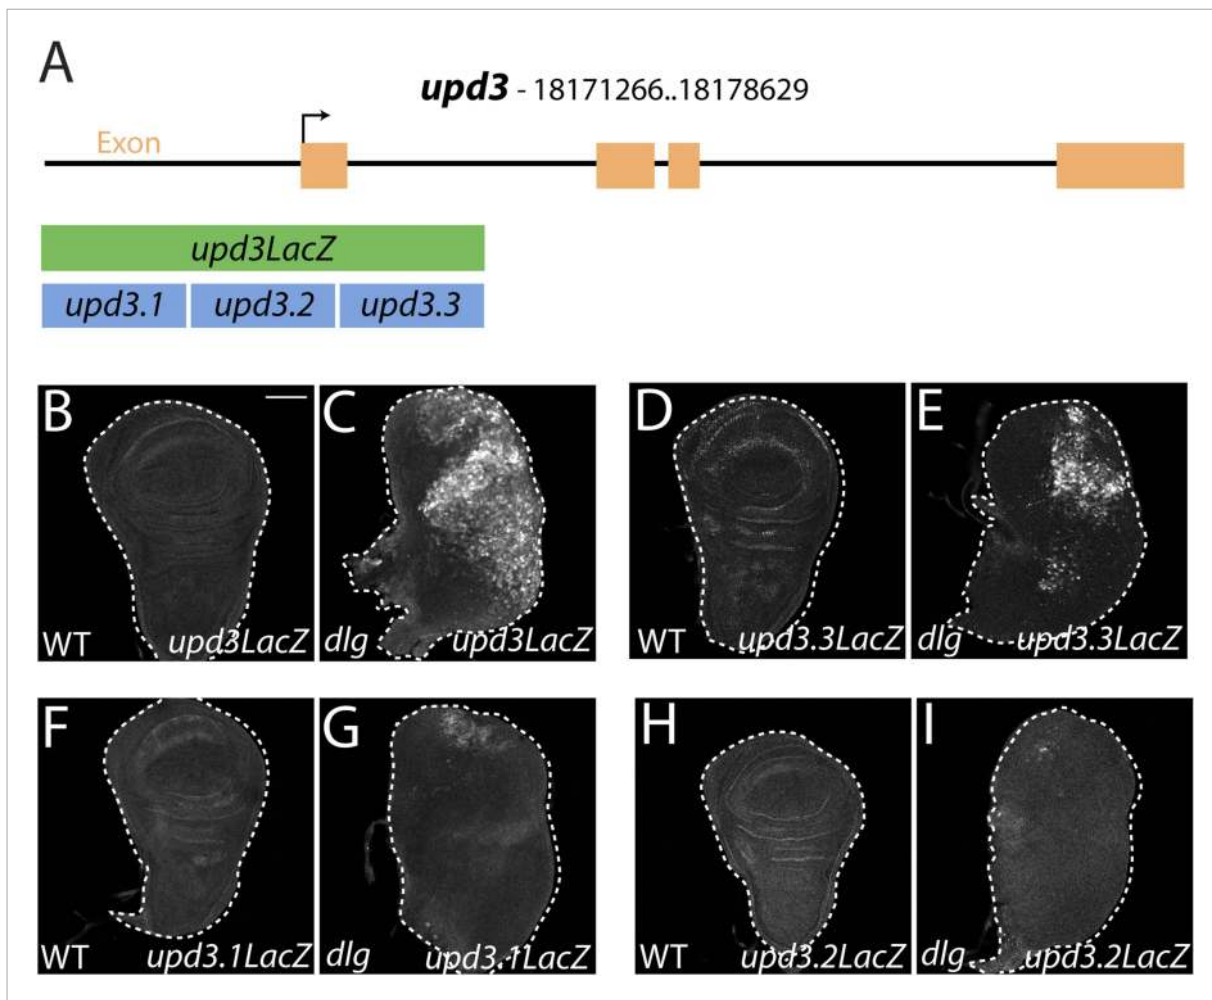 A
upd3 - 18171266..18178629
Exon
upd3LacZ
upd3.1 upd3.2 upd3.3
B C D E
WT upd3LacZ dlg upd3LacZ WT upd3.3LacZ dlg upd3.3LacZ
F G H I
WT upd3.1LacZ dlg upd3.1LacZ WT upd3.2LacZ dlg upd3.2LacZ